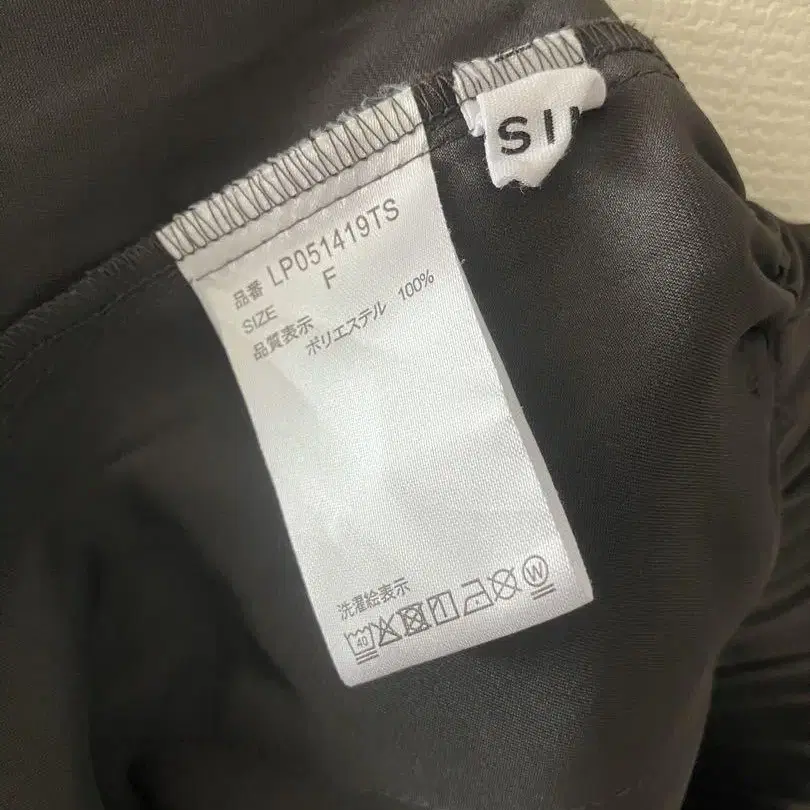 SI
品番 LP051419TS
SIZE F
品質表示
ポリエステル 100%
洗濯絵表示
40
W